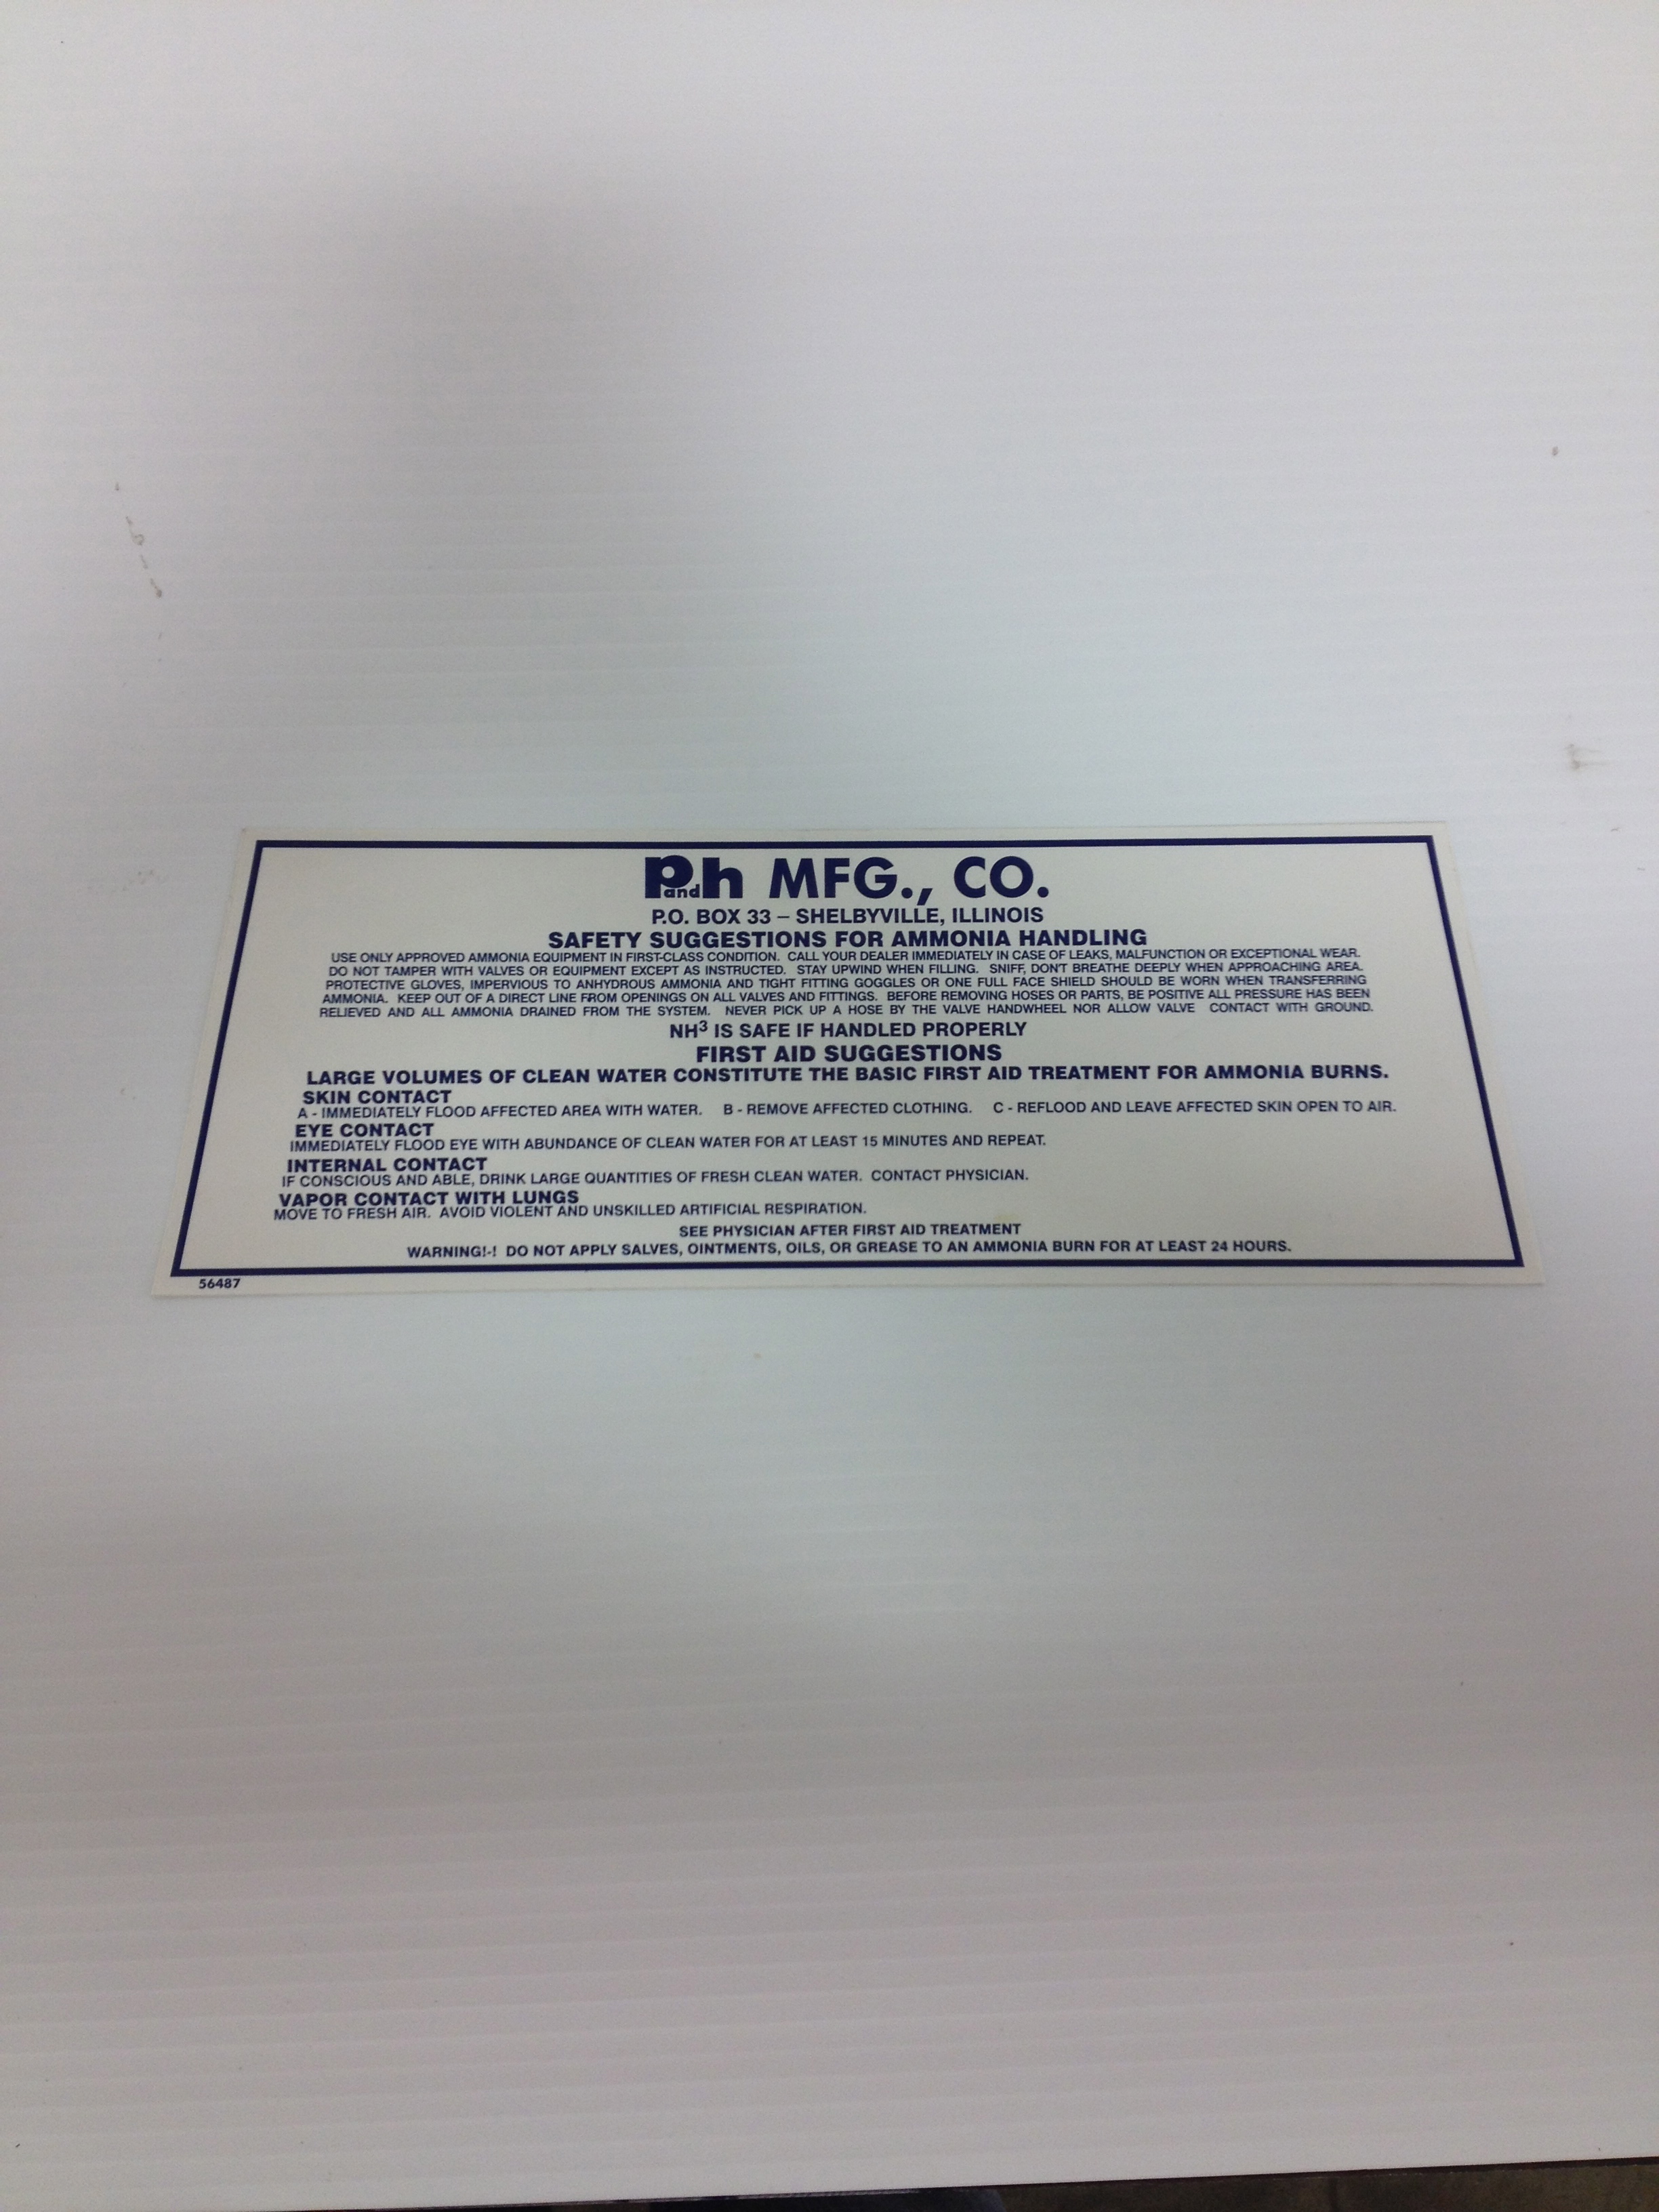 PandH MFG., CO.
P.O. BOX 33 – SHELBYVILLE, ILLINOIS
SAFETY SUGGESTIONS FOR AMMONIA HANDLING
USE ONLY APPROVED AMMONIA EQUIPMENT IN FIRST-CLASS CONDITION. CALL YOUR DEALER IMMEDIATELY IN CASE OF LEAKS, MALFUNCTION OR EXCEPTIONAL WEAR.
DO NOT TAMPER WITH VALVES OR EQUIPMENT EXCEPT AS INSTRUCTED. STAY UPWIND WHEN FILLING. SNIFF, DON'T BREATHE DEEPLY WHEN APPROACHING AREA.
PROTECTIVE GLOVES, IMPERVIOUS TO ANHYDROUS AMMONIA AND TIGHT FITTING GOGGLES OR ONE FULL FACE SHIELD SHOULD BE WORN WHEN TRANSFERRING
AMMONIA. KEEP OUT OF A DIRECT LINE FROM OPENINGS ON ALL VALVES AND FITTINGS. BEFORE REMOVING HOSES OR PARTS, BE POSITIVE ALL PRESSURE HAS BEEN
RELIEVED AND ALL AMMONIA DRAINED FROM THE SYSTEM. NEVER PICK UP A HOSE BY THE VALVE HANDWHEEL NOR ALLOW VALVE CONTACT WITH GROUND.
NH³ IS SAFE IF HANDLED PROPERLY
FIRST AID SUGGESTIONS
LARGE VOLUMES OF CLEAN WATER CONSTITUTE THE BASIC FIRST AID TREATMENT FOR AMMONIA BURNS.
SKIN CONTACT
A - IMMEDIATELY FLOOD AFFECTED AREA WITH WATER. B - REMOVE AFFECTED CLOTHING. C - REFLOOD AND LEAVE AFFECTED SKIN OPEN TO AIR.
EYE CONTACT
IMMEDIATELY FLOOD EYE WITH ABUNDANCE OF CLEAN WATER FOR AT LEAST 15 MINUTES AND REPEAT.
INTERNAL CONTACT
IF CONSCIOUS AND ABLE, DRINK LARGE QUANTITIES OF FRESH CLEAN WATER. CONTACT PHYSICIAN.
VAPOR CONTACT WITH LUNGS
MOVE TO FRESH AIR. AVOID VIOLENT AND UNSKILLED ARTIFICIAL RESPIRATION.
SEE PHYSICIAN AFTER FIRST AID TREATMENT
WARNING!-! DO NOT APPLY SALVES, OINTMENTS, OILS, OR GREASE TO AN AMMONIA BURN FOR AT LEAST 24 HOURS.
56487